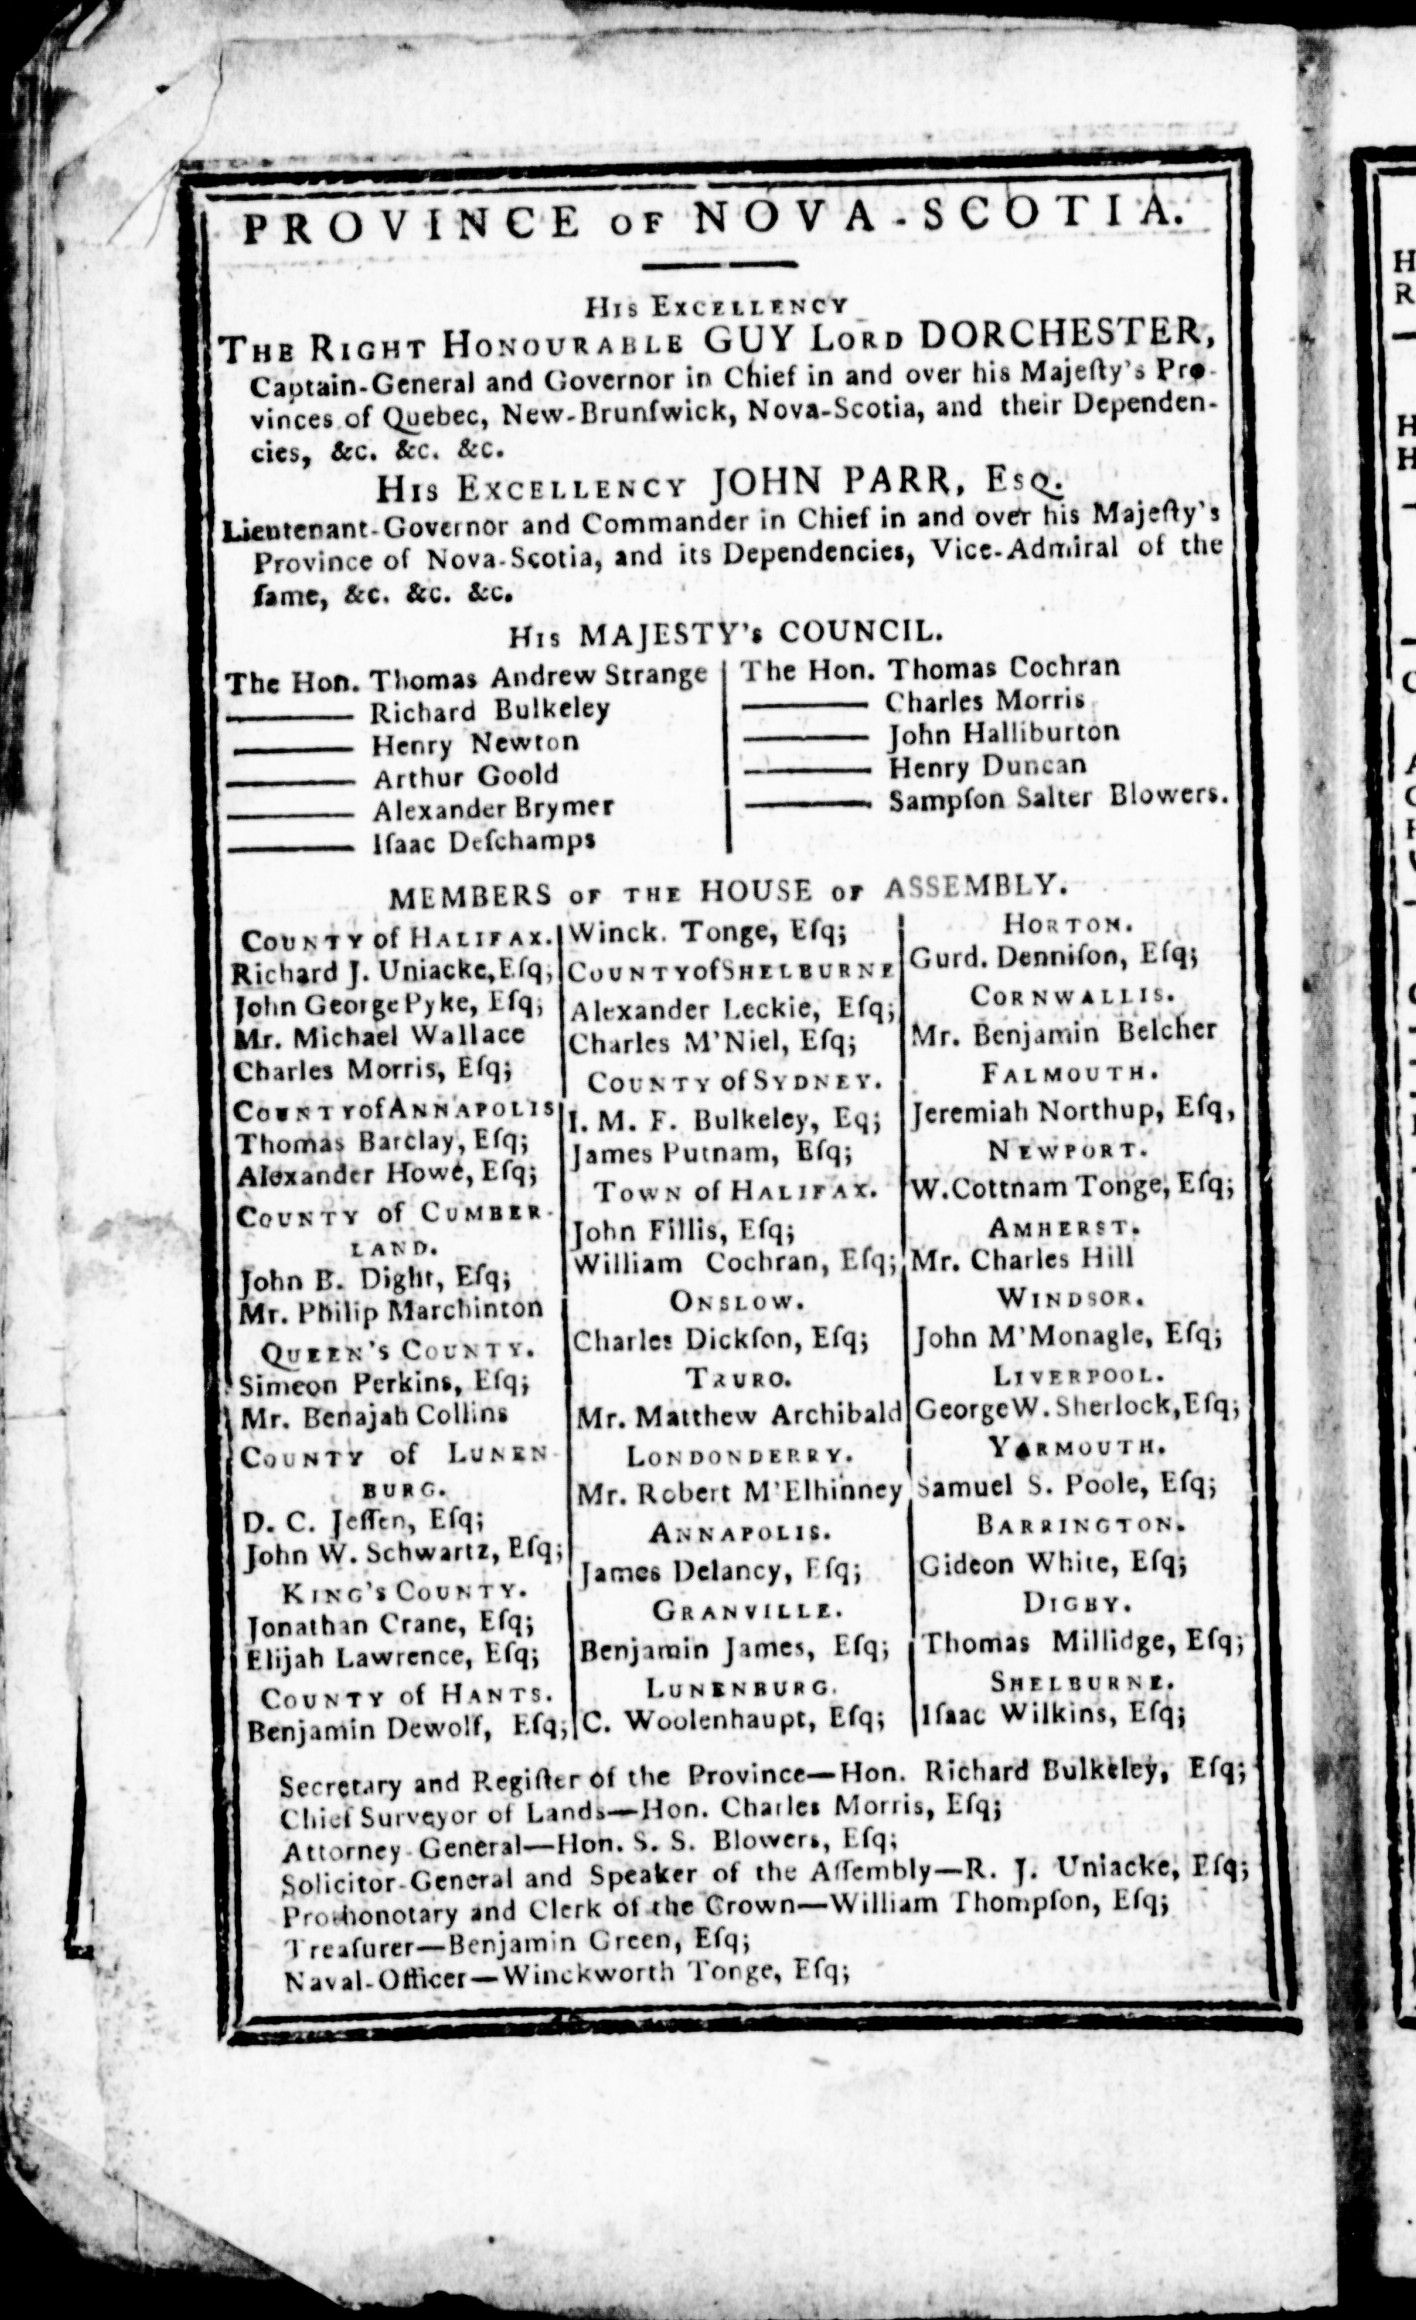 PROVINCE OF NOVA-SCOTIA.
HIS EXCELLENCY
THE RIGHT HONOURABLE GUY LORD DORCHESTER,
Captain-General and Governor in Chief in and over his Majeſty's Pro-
vinces of Quebec, New-Brunſwick, Nova-Scotia, and their Dependen-
cies, &c. &c. &c.
HIS EXCELLENCY JOHN PARR, ESQ.
Lieutenant-Governor and Commander in Chief in and over his Majeſty's
Province of Nova-Scotia, and its Dependencies, Vice-Admiral of the
ſame, &c. &c. &c.
HIS MAJESTY's COUNCIL.
The Hon. Thomas Andrew Strange
——— Richard Bulkeley
——— Henry Newton
——— Arthur Goold
——— Alexander Brymer
——— Iſaac Deſchamps
The Hon. Thomas Cochran
——— Charles Morris
——— John Halliburton
——— Henry Duncan
——— Sampſon Salter Blowers.
MEMBERS OF THE HOUSE OF ASSEMBLY.
COUNTY of HALIFAX.
Richard J. Uniacke, Eſq;
John George Pyke, Eſq;
Mr. Michael Wallace
Charles Morris, Eſq;
COUNTY of ANNAPOLIS
Thomas Barclay, Eſq;
Alexander Howe, Eſq;
COUNTY of CUMBER-
LAND.
John B. Dight, Eſq;
Mr. Philip Marchinton
QUEEN'S COUNTY.
Simeon Perkins, Eſq;
Mr. Benajah Collins
COUNTY of LUNEN-
BURG.
D. C. Jeſſen, Eſq;
John W. Schwartz, Eſq;
KING'S COUNTY.
Jonathan Crane, Eſq;
Elijah Lawrence, Eſq;
COUNTY of HANTS.
Benjamin Dewolf, Eſq;
Winck. Tonge, Eſq;
COUNTY of SHELBURNE
Alexander Leckie, Eſq;
Charles M'Niel, Eſq;
COUNTY of SYDNEY.
I. M. F. Bulkeley, Eq;
James Putnam, Eſq;
TOWN of HALIFAX.
John Fillis, Eſq;
William Cochran, Eſq;
ONSLOW.
Charles Dickſon, Eſq;
TRURO.
Mr. Matthew Archibald
LONDONDERRY.
Mr. Robert M'Elhinney
ANNAPOLIS.
James Delancy, Eſq;
GRANVILLE.
Benjamin James, Eſq;
LUNENBURG.
C. Woolenhaupt, Eſq;
HORTON.
Gurd. Denniſon, Eſq;
CORNWALLIS.
Mr. Benjamin Belcher
FALMOUTH.
Jeremiah Northup, Eſq,
NEWPORT.
W. Cottnam Tonge, Eſq;
AMHERST.
Mr. Charles Hill
WINDSOR.
John M'Monagle, Eſq;
LIVERPOOL.
George W. Sherlock, Eſq;
YARMOUTH.
Samuel S. Poole, Eſq;
BARRINGTON.
Gideon White, Eſq;
DIGBY.
Thomas Millidge, Eſq;
SHELBURNE.
Iſaac Wilkins, Eſq;
Secretary and Regiſter of the Province—Hon. Richard Bulkeley, Eſq;
Chief Surveyor of Lands—Hon. Charles Morris, Eſq;
Attorney-General—Hon. S. S. Blowers, Eſq;
Solicitor-General and Speaker of the Aſſembly—R. J. Uniacke, Eſq;
Prothonotary and Clerk of the Crown—William Thompſon, Eſq;
Treaſurer—Benjamin Green, Eſq;
Naval-Officer—Winckworth Tonge, Eſq;